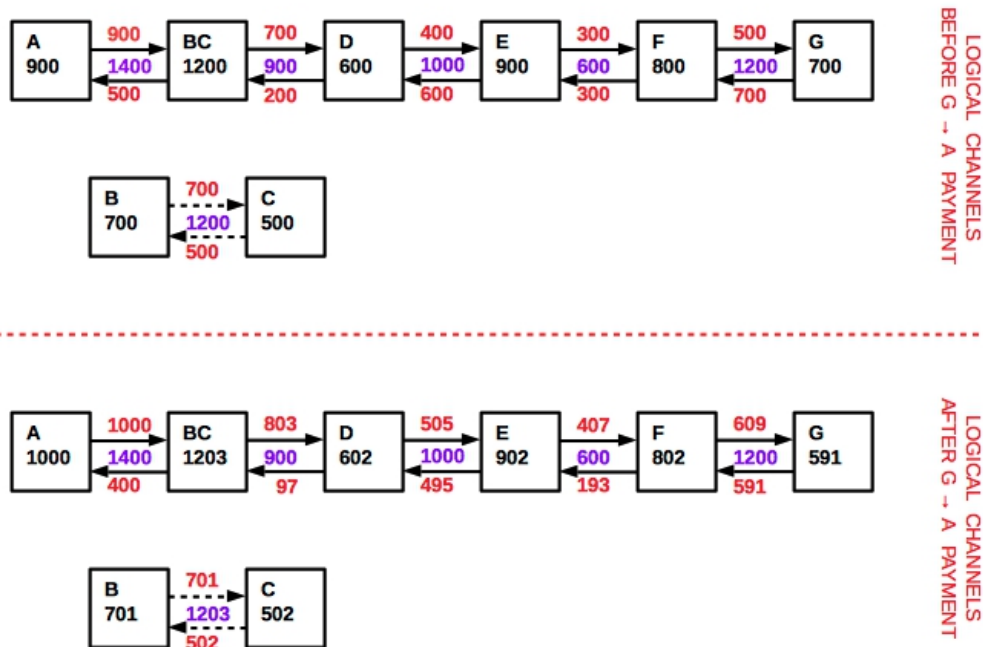 900 700 400 300 500
A BC D E F G
900 1400 1200 900 600 1000 900 600 800 1200 700
500 200 600 300 700
700
B C
700 1200 500
500
LOGICAL CHANNELS
BEFORE G → A PAYMENT
1000 803 505 407 609
A BC D E F G
1000 1400 1203 900 602 1000 902 600 802 1200 591
400 97 495 193 591
701
B C
701 1203 502
502
LOGICAL CHANNELS
AFTER G → A PAYMENT